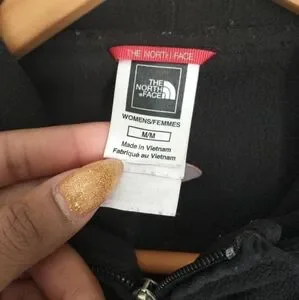 THE NORTH FACE
THE
NORTH
FACE
WOMENS/FEMMES
M/M
Made in Vietnam
Fabriqué au Vietnam